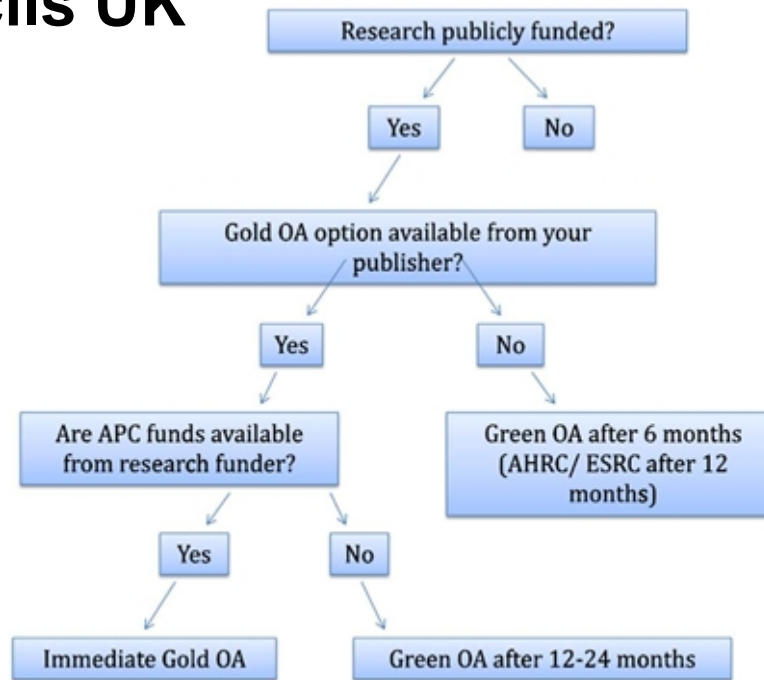 UK
Research publicly funded?
Yes
No
Gold OA option available from your
publisher?
Yes
No
Are APC funds available
from research funder?
Green OA after 6 months
(AHRC/ ESRC after 12
months)
Yes
No
Immediate Gold OA
Green OA after 12-24 months